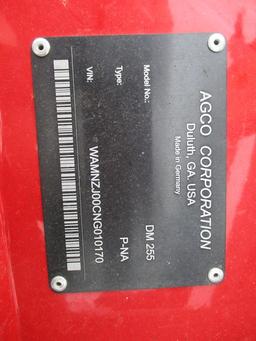 AGCO CORPORATION
Duluth, GA. USA
Made in Germany
Model No.: DM 255
Type: P-NA
VIN: WAMNZJ00CNG010170